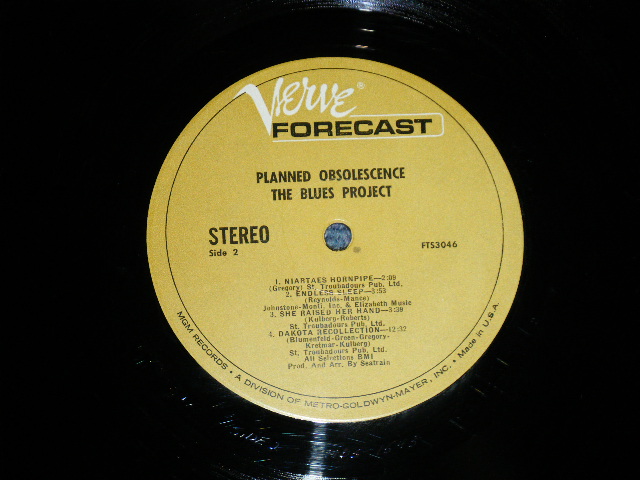 Verve®
FORECAST
PLANNED OBSOLESCENCE
THE BLUES PROJECT
STEREO
Side 2
FTS3046
1. NIARTAES HORNPIPE—2:09
(Gregory) St. Troubadours Pub. Ltd.
2. ENDLESS SLEEP—3:53
(Reynolds-Mance)
Johnstone-Monti, Inc. & Elizabeth Music
3. SHE RAISED HER HAND—3:39
(Kulberg-Roberts)
St. Troubadours Pub. Ltd.
4. DAKOTA RECOLLECTION—12:32
(Blumenfeld-Green-Gregory-
Kretmar-Kulberg)
St. Troubadours Pub. Ltd.
All Selections BMI
Prod. And Arr. By Seatrain
MGM RECORDS • A DIVISION OF METRO-GOLDWYN-MAYER, INC. • Made in U.S.A.